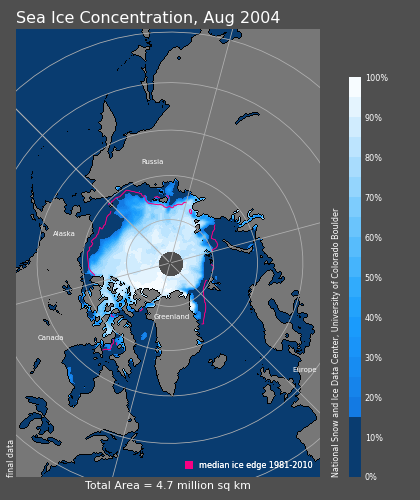 Sea Ice Concentration, Aug 2004
Russia
Alaska
Greenland
Canada
Europe
median ice edge 1981-2010
final data
Total Area = 4.7 million sq km
National Snow and Ice Data Center, University of Colorado Boulder
100%
90%
80%
70%
60%
50%
40%
30%
20%
10%
0%